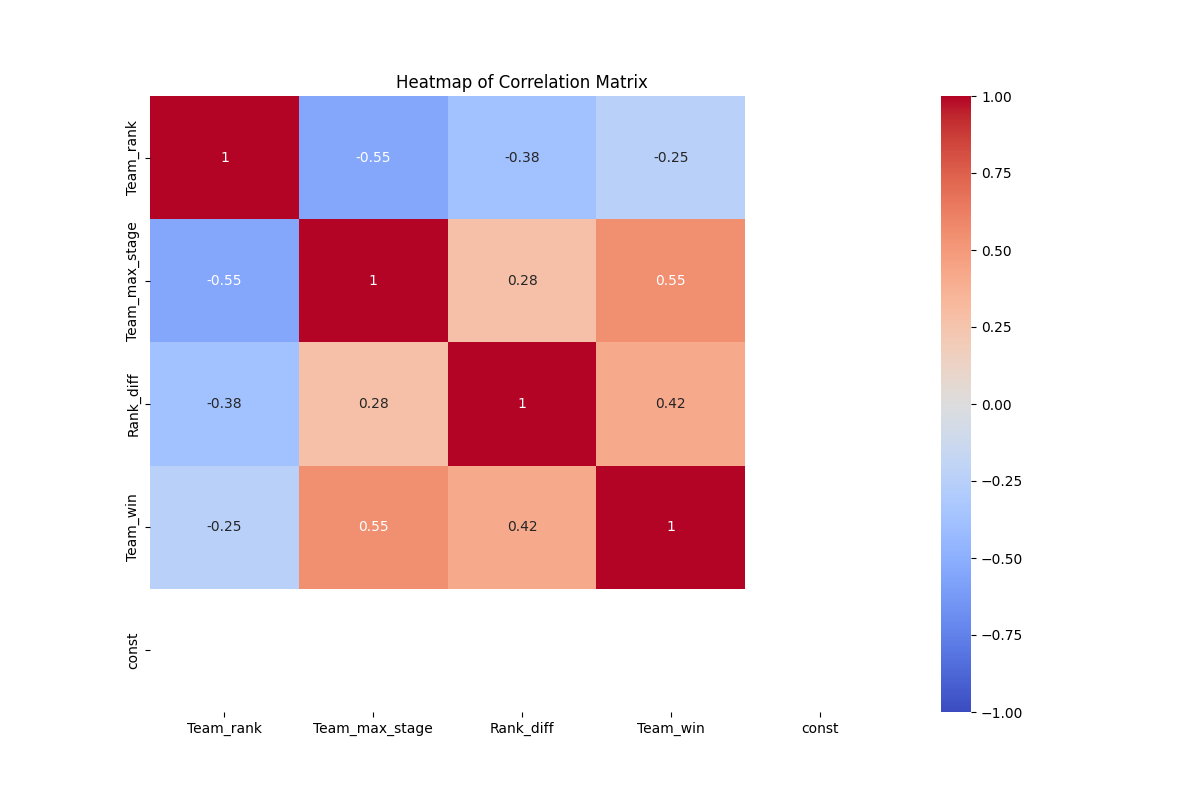 Heatmap of Correlation Matrix
Team_rank
1
-0.55
-0.38
-0.25
Team_max_stage
-0.55
1
0.28
0.55
Rank_diff
-0.38
0.28
1
0.42
Team_win
-0.25
0.55
0.42
1
const
Team_rank
Team_max_stage
Rank_diff
Team_win
const
1.00
0.75
0.50
0.25
0.00
−0.25
−0.50
−0.75
−1.00